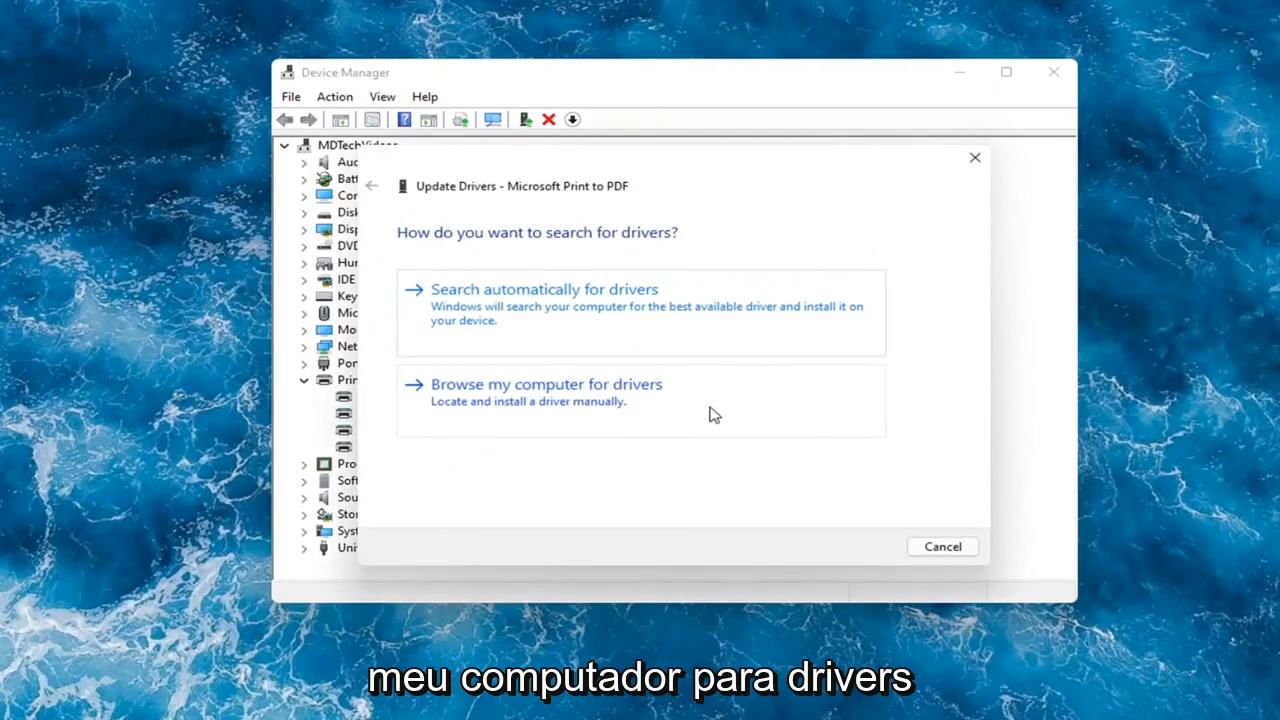 Device Manager
File Action View Help
MDTechVideos
Update Drivers - Microsoft Print to PDF
How do you want to search for drivers?
Search automatically for drivers
Windows will search your computer for the best available driver and install it on
your device.
Browse my computer for drivers
Locate and install a driver manually.
Cancel
meu computador para drivers